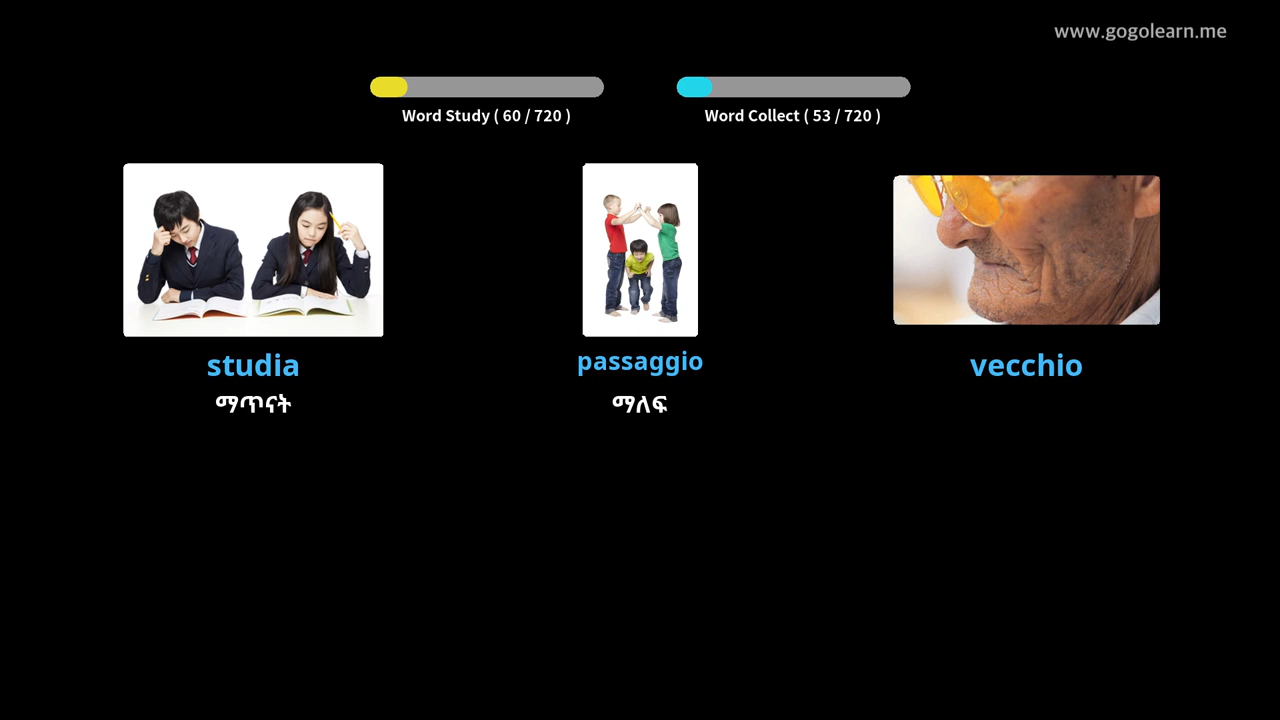 www.gogolearn.me
Word Study ( 60 / 720 )
Word Collect ( 53 / 720 )
studia
passaggio
vecchio
ማጥናት
ማለፍ